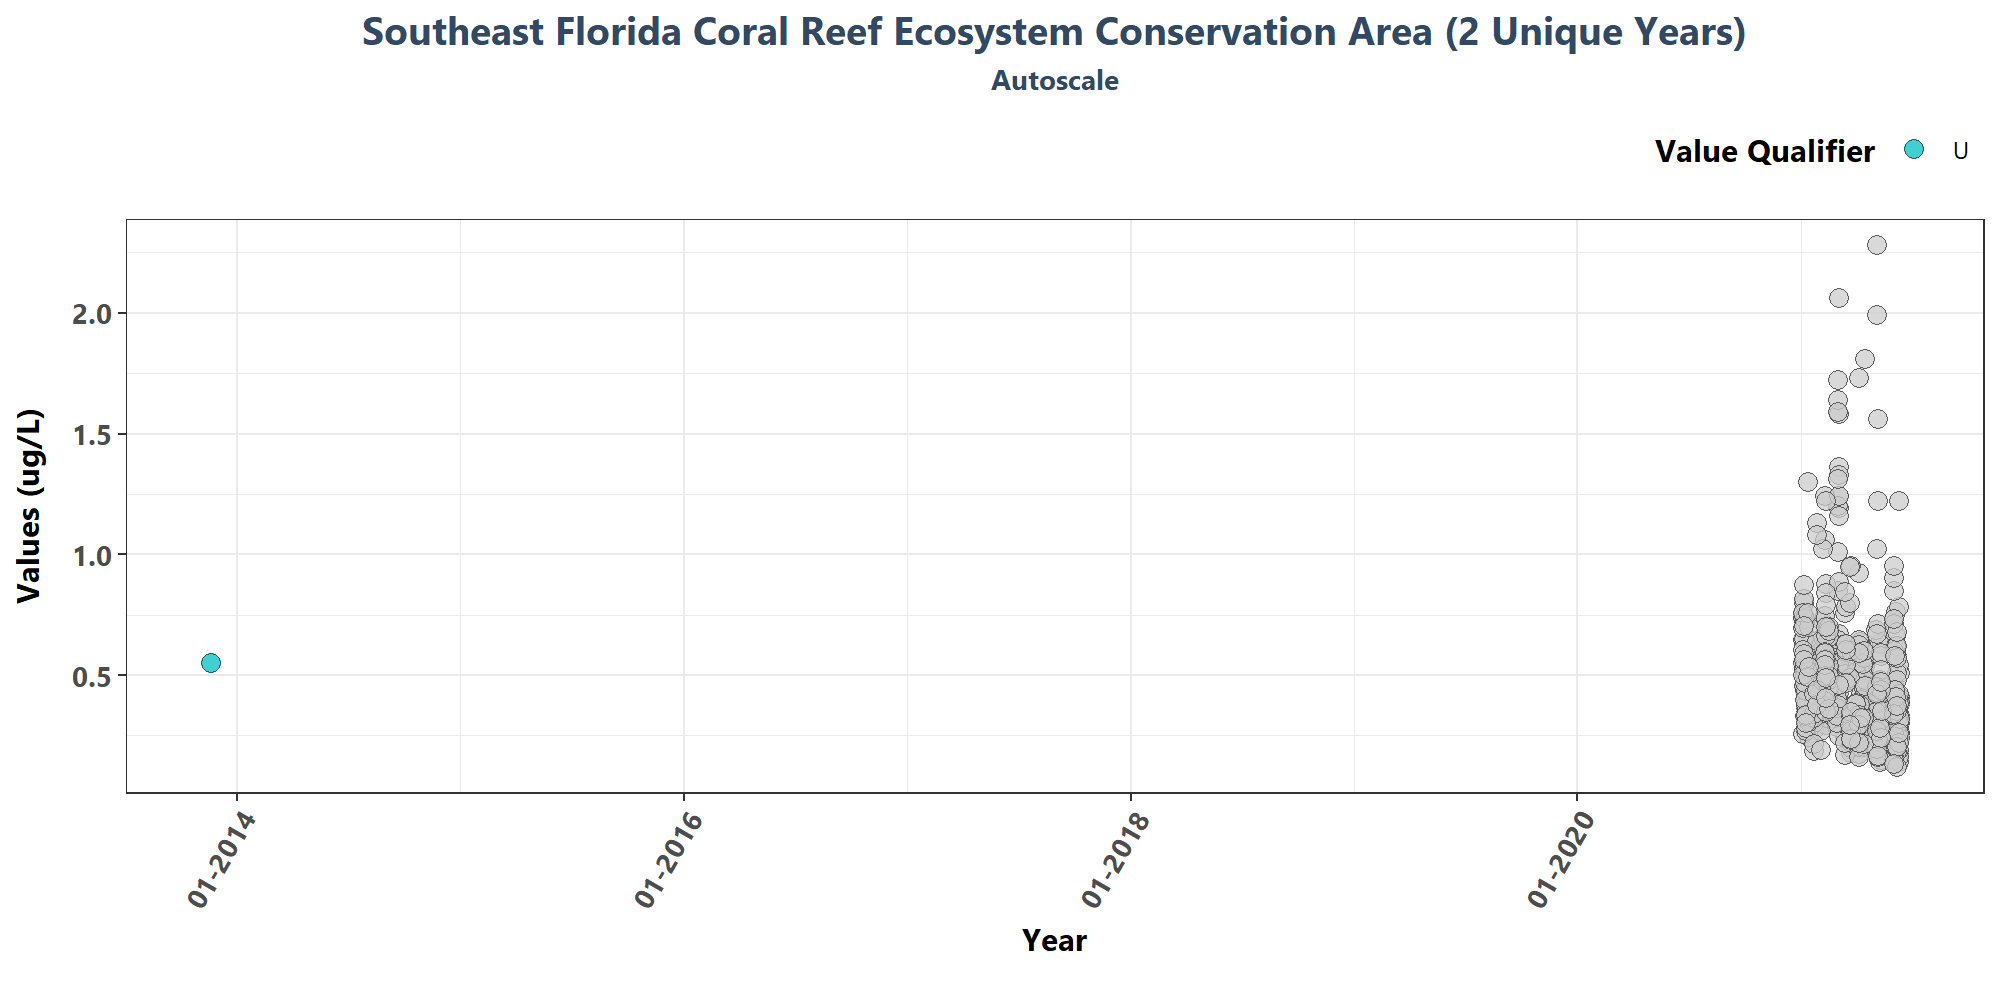 Southeast Florida Coral Reef Ecosystem Conservation Area (2 Unique Years)
Autoscale
Value Qualifier U
Values (ug/L)
2.0
1.5
1.0
0.5
01-2014 01-2016 01-2018 01-2020
Year